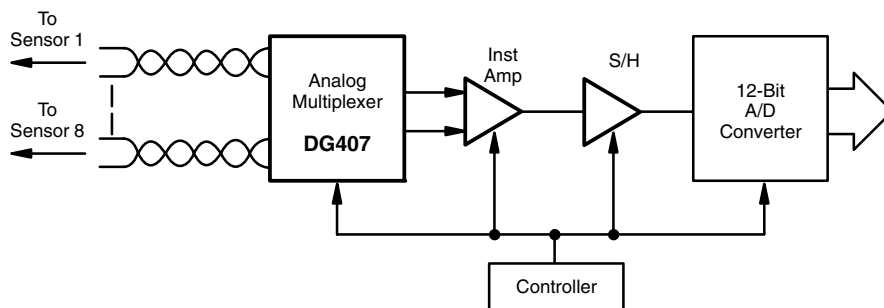 To
Sensor 1
To
Sensor 8
Analog
Multiplexer
DG407
Inst
Amp
S/H
12-Bit
A/D
Converter
Controller